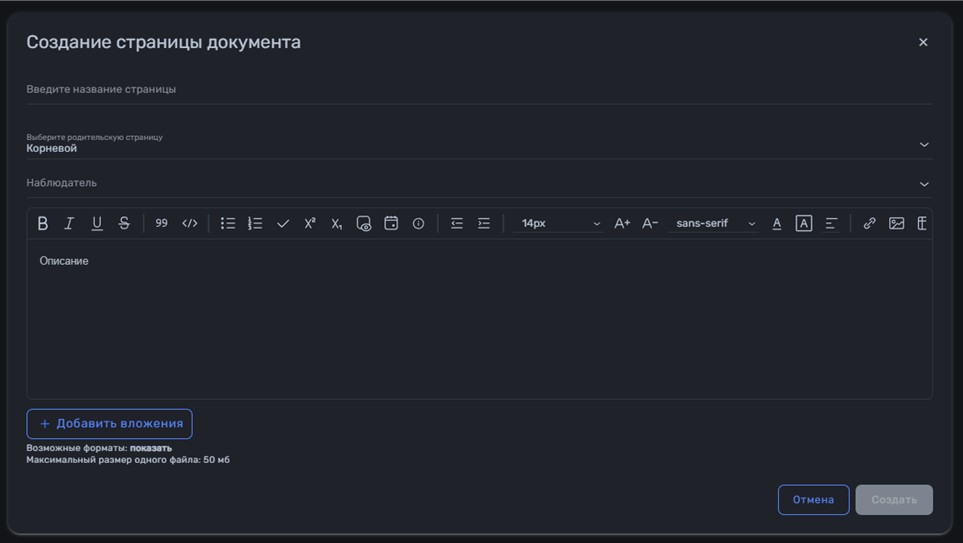 Создание страницы документа
Введите название страницы
Выберите родительскую страницу
Корневой
Наблюдатель
B I U S 99 </> X² X₁ 14px A+ A− sans-serif A A
Описание
+ Добавить вложения
Возможные форматы: показать
Максимальный размер одного файла: 50 мб
Отмена Создать